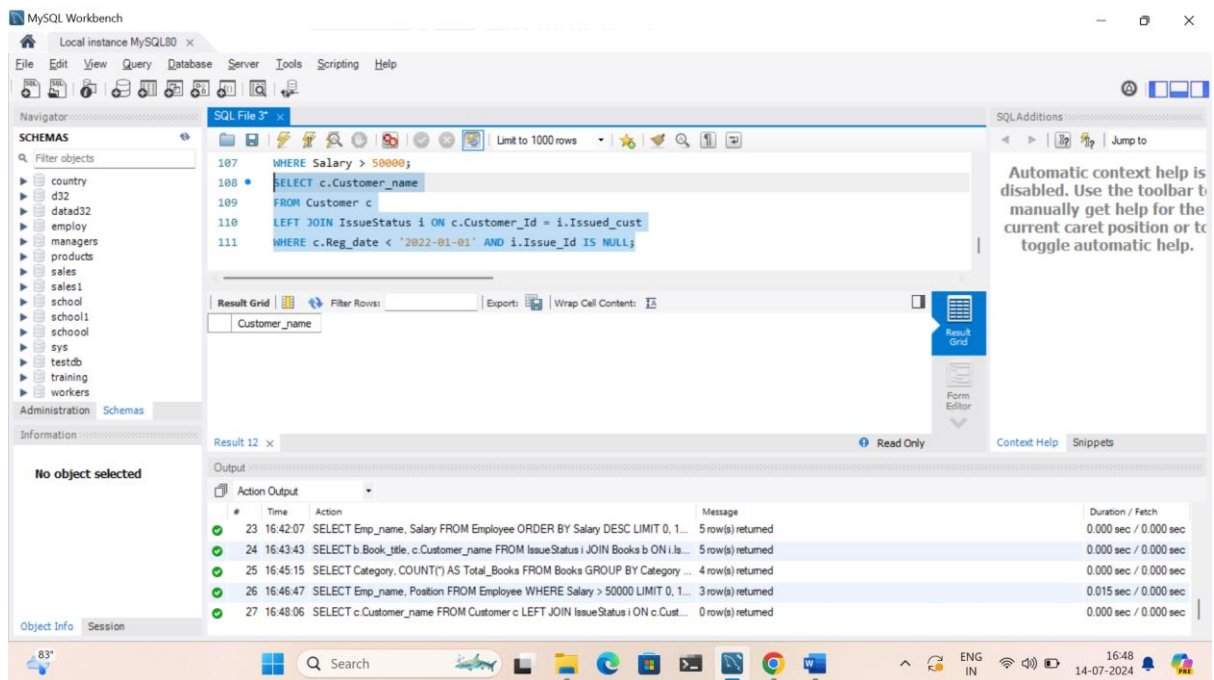 MySQL Workbench
Local instance MySQL80
File Edit View Query Database Server Tools Scripting Help
Navigator
SCHEMAS
Filter objects
country
d32
datad32
employ
managers
products
sales
sales1
school
school1
schoool
sys
testdb
training
workers
Administration Schemas
Information
No object selected
Object Info Session
SQL File 3*
Limit to 1000 rows
107 WHERE Salary > 50000;
108 SELECT c.Customer_name
109 FROM Customer c
110 LEFT JOIN IssueStatus i ON c.Customer_Id = i.Issued_cust
111 WHERE c.Reg_date < '2022-01-01' AND i.Issue_Id IS NULL;
Result Grid Filter Rows: Export: Wrap Cell Content:
Customer_name
Result Grid
Form Editor
Result 12 Read Only
SQLAdditions
Jump to
Automatic context help is
disabled. Use the toolbar to
manually get help for the
current caret position or to
toggle automatic help.
Context Help Snippets
Output
Action Output
# Time Action Message Duration / Fetch
23 16:42:07 SELECT Emp_name, Salary FROM Employee ORDER BY Salary DESC LIMIT 0, 1... 5 row(s) returned 0.000 sec / 0.000 sec
24 16:43:43 SELECT b.Book_title, c.Customer_name FROM IssueStatus i JOIN Books b ON i.Is... 5 row(s) returned 0.000 sec / 0.000 sec
25 16:45:15 SELECT Category, COUNT(*) AS Total_Books FROM Books GROUP BY Category ... 4 row(s) returned 0.000 sec / 0.000 sec
26 16:46:47 SELECT Emp_name, Position FROM Employee WHERE Salary > 50000 LIMIT 0, 1... 3 row(s) returned 0.015 sec / 0.000 sec
27 16:48:06 SELECT c.Customer_name FROM Customer c LEFT JOIN IssueStatus i ON c.Cust... 0 row(s) returned 0.000 sec / 0.000 sec
83°
Search
ENG
IN
16:48
14-07-2024
PRE